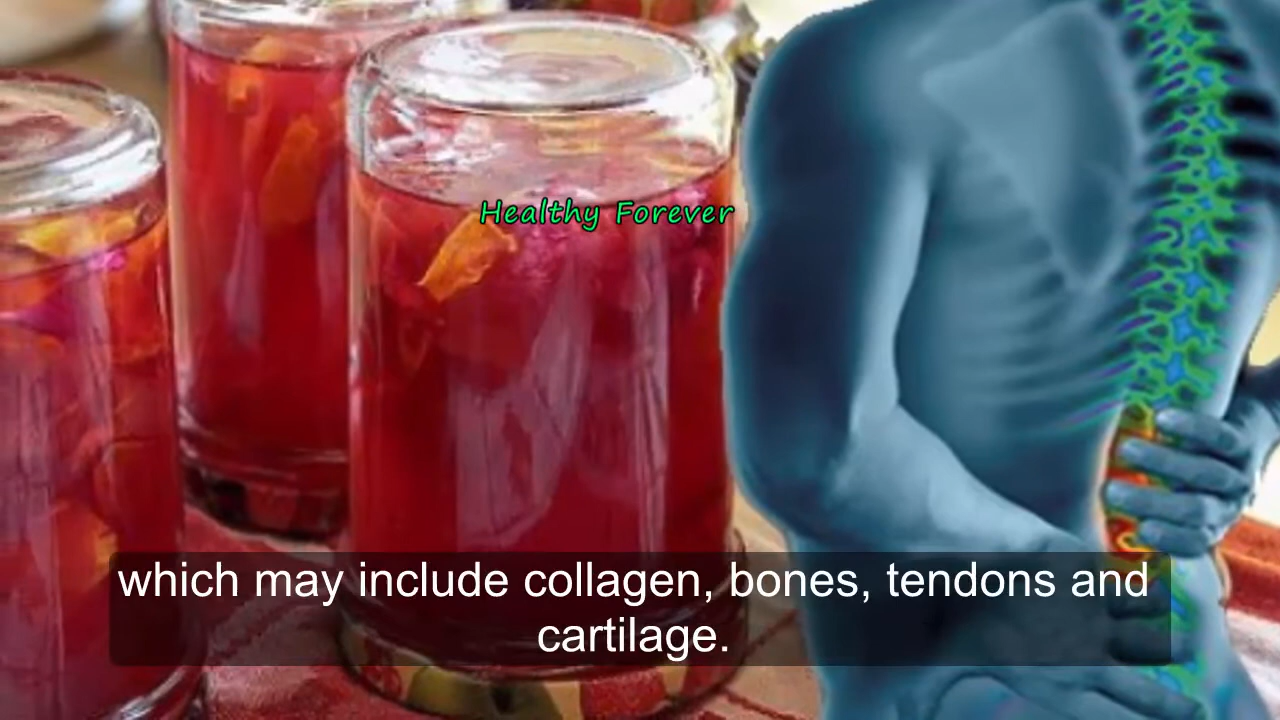 Healthy Forever
which may include collagen, bones, tendons and
cartilage.